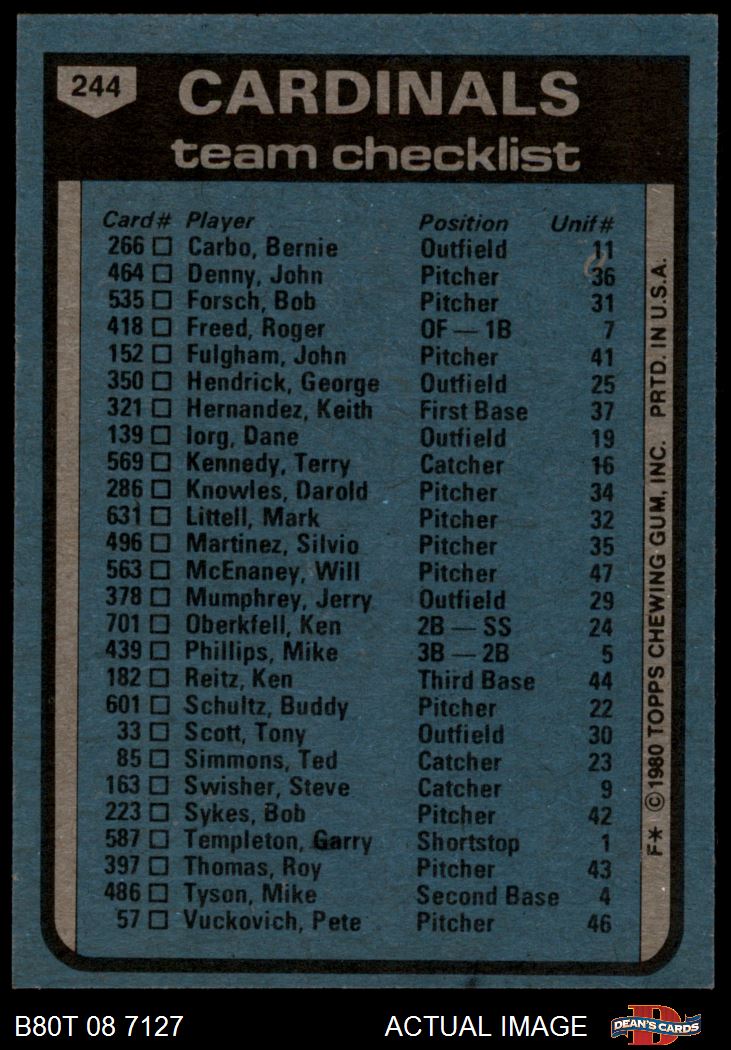 244
CARDINALS
team checklist
Card# Player Position Unif#
266 Carbo, Bernie Outfield 11
464 Denny, John Pitcher 36
535 Forsch, Bob Pitcher 31
418 Freed, Roger OF — 1B 7
152 Fulgham, John Pitcher 41
350 Hendrick, George Outfield 25
321 Hernandez, Keith First Base 37
139 Iorg, Dane Outfield 19
569 Kennedy, Terry Catcher 16
286 Knowles, Darold Pitcher 34
631 Littell, Mark Pitcher 32
496 Martinez, Silvio Pitcher 35
563 McEnaney, Will Pitcher 47
378 Mumphrey, Jerry Outfield 29
701 Oberkfell, Ken 2B — SS 24
439 Phillips, Mike 3B — 2B 5
182 Reitz, Ken Third Base 44
601 Schultz, Buddy Pitcher 22
33 Scott, Tony Outfield 30
85 Simmons, Ted Catcher 23
163 Swisher, Steve Catcher 9
223 Sykes, Bob Pitcher 42
587 Templeton, Garry Shortstop 1
397 Thomas, Roy Pitcher 43
486 Tyson, Mike Second Base 4
57 Vuckovich, Pete Pitcher 46
F* © 1980 TOPPS CHEWING GUM, INC. PRTD. IN U.S.A.
B80T 08 7127 ACTUAL IMAGE
D
DEAN'S CARDS